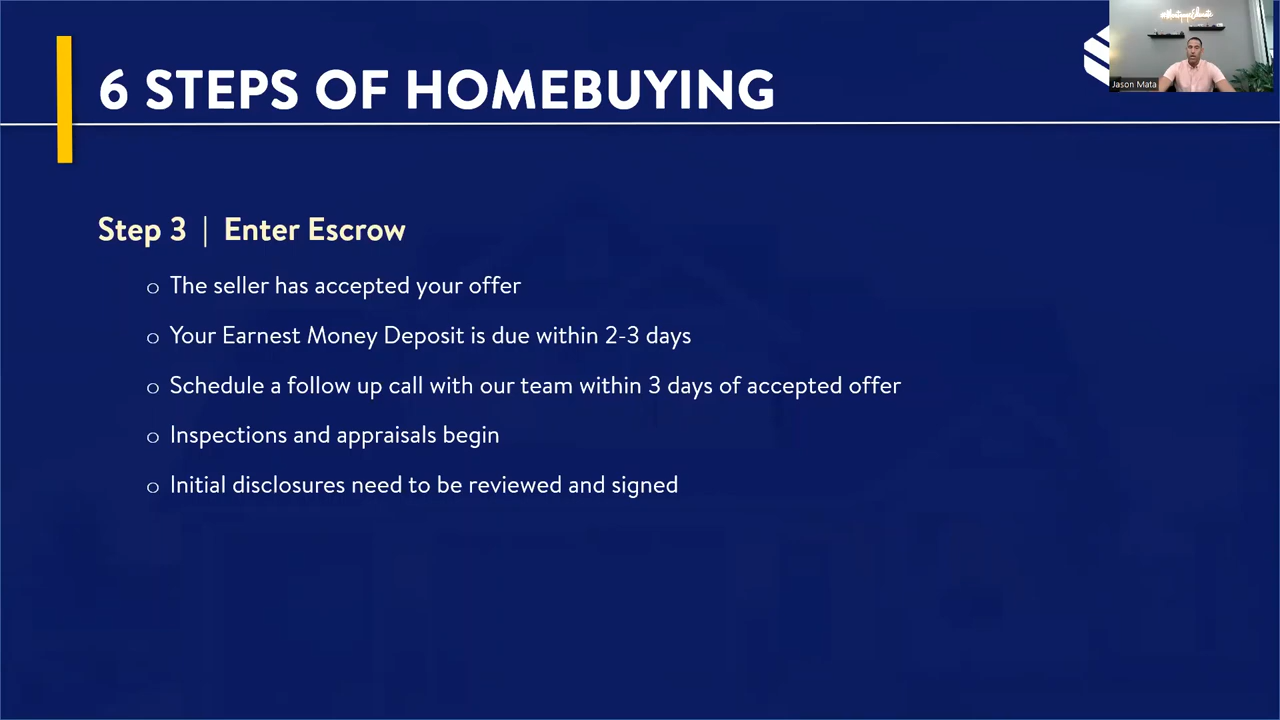 6 STEPS OF HOMEBUYING
Jason Mata
Step 3 | Enter Escrow
o The seller has accepted your offer
o Your Earnest Money Deposit is due within 2-3 days
o Schedule a follow up call with our team within 3 days of accepted offer
o Inspections and appraisals begin
o Initial disclosures need to be reviewed and signed